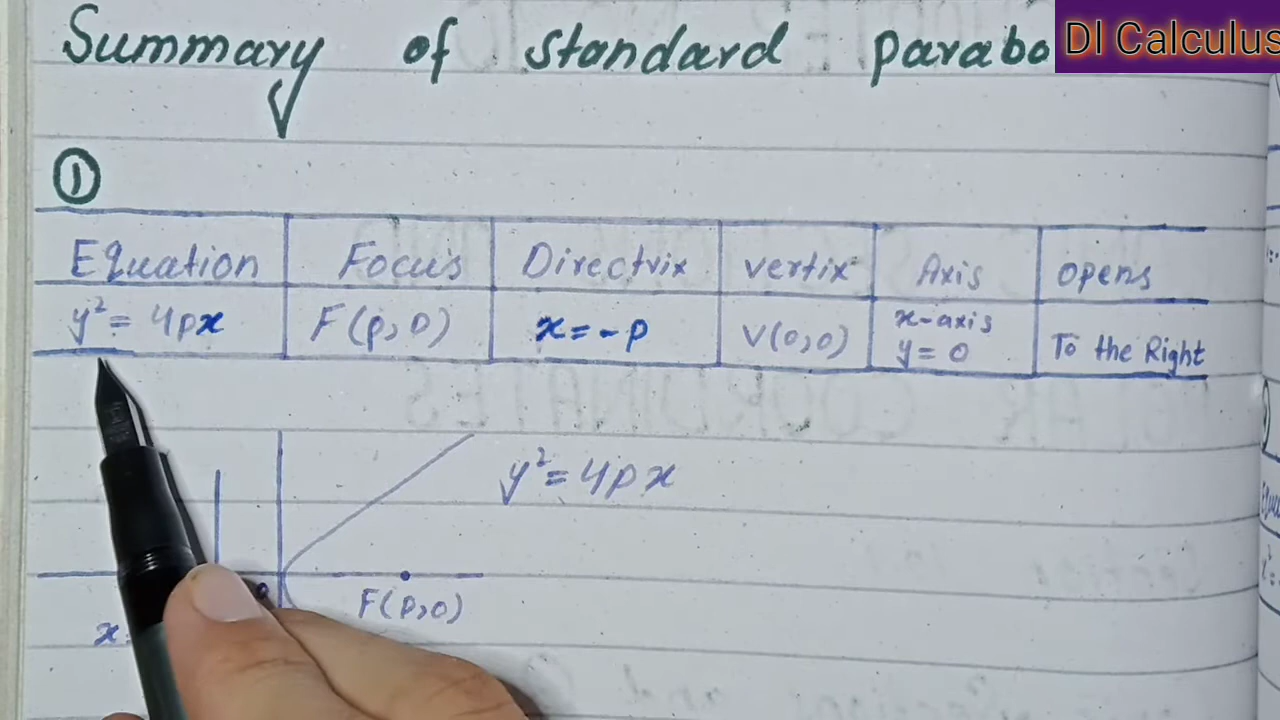 Summary of standard parabo
DI Calculus
1
Equation Focus Directrix vertix Axis opens
y² = 4px F(p,0) x = -p V(0,0) x-axis y = 0 To the Right
y² = 4px
F(p,0)
x=